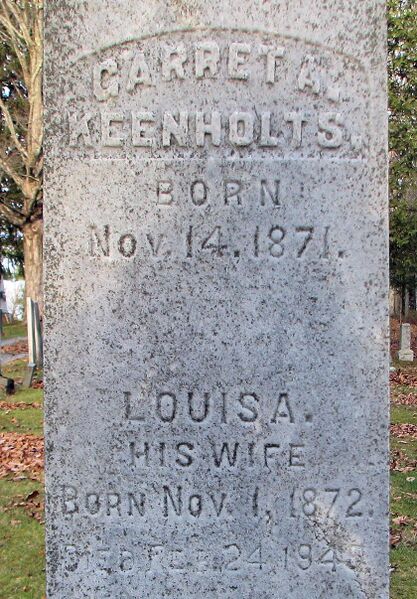 GARRET A.
KEENHOLTS.
BORN
Nov. 14, 1871.
LOUISA.
HIS WIFE
BORN NOV. 1, 1872.
DIED FEB. 24